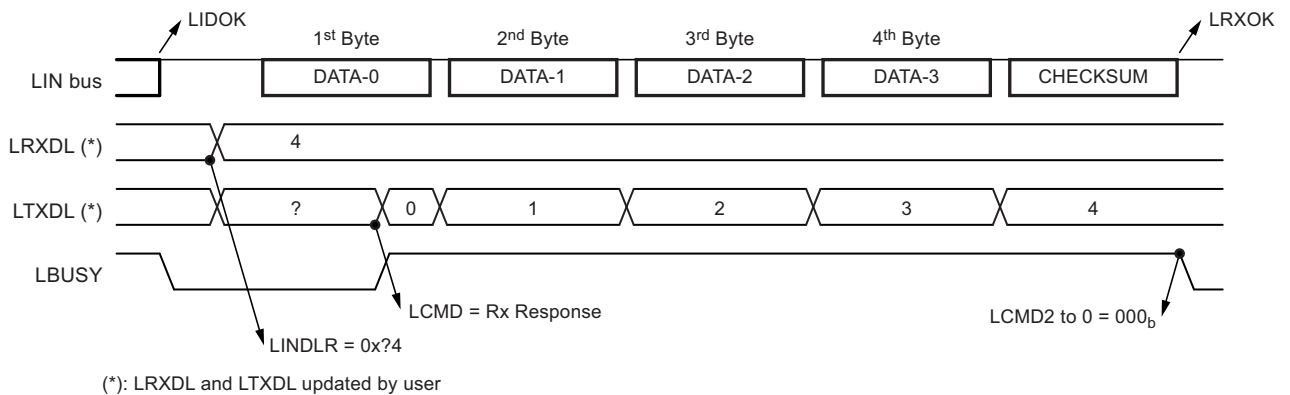 LIDOK
LRXOK
1st Byte 2nd Byte 3rd Byte 4th Byte
LIN bus DATA-0 DATA-1 DATA-2 DATA-3 CHECKSUM
LRXDL (*) 4
LTXDL (*) ? 0 1 2 3 4
LBUSY
LCMD = Rx Response
LCMD2 to 0 = 000b
LINDLR = 0x?4
(*): LRXDL and LTXDL updated by user